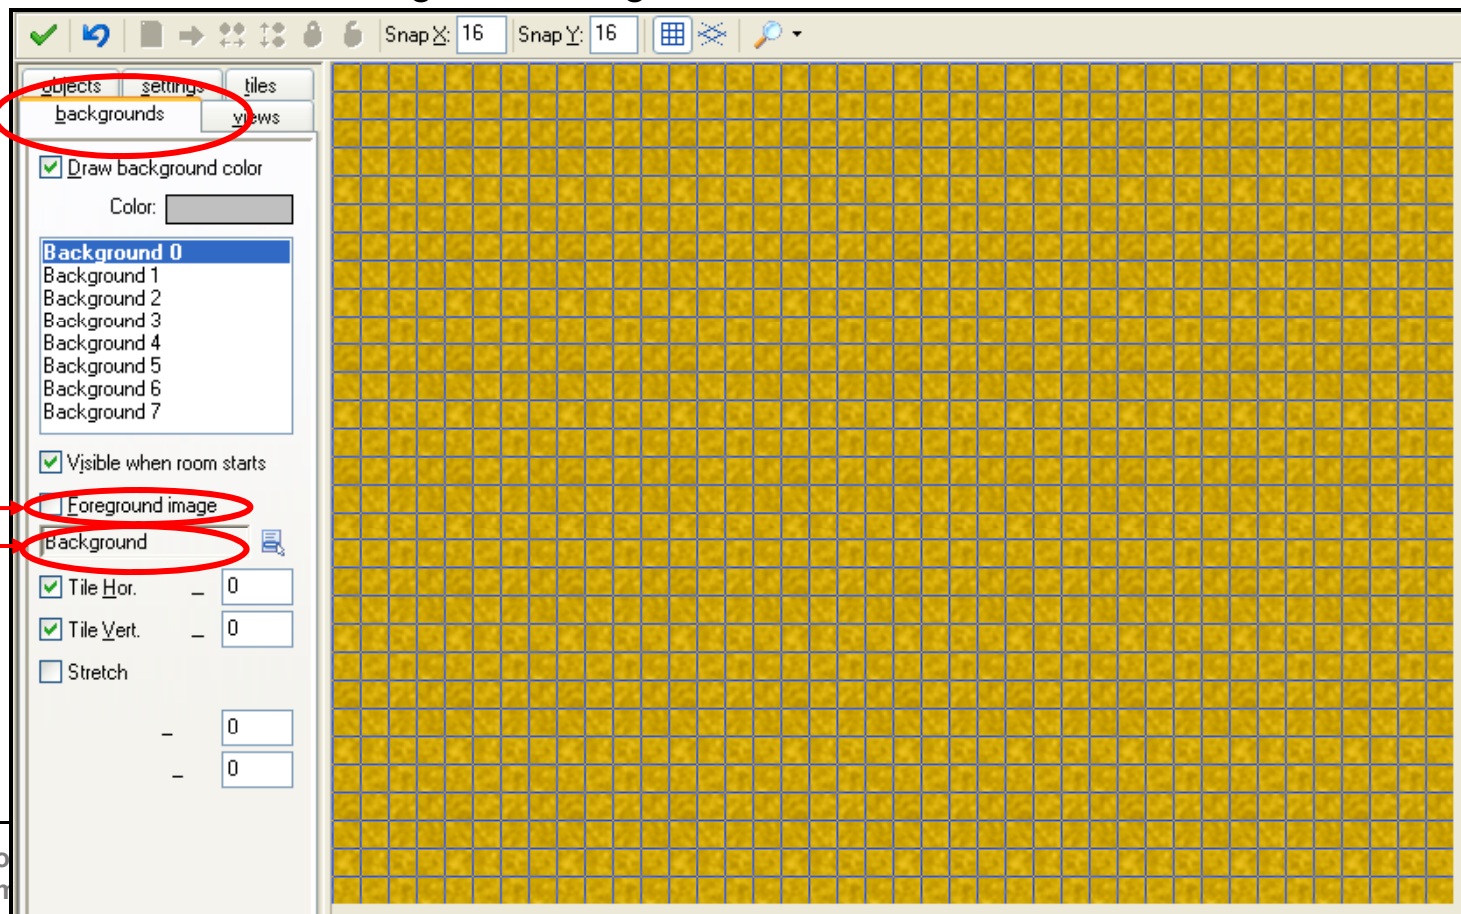 Snap X: 16 Snap Y: 16
objects settings tiles
backgrounds views
Draw background color
Color:
Background 0
Background 1
Background 2
Background 3
Background 4
Background 5
Background 6
Background 7
Visible when room starts
Foreground image
Background
Tile Hor. _ 0
Tile Vert. _ 0
Stretch
_ 0
_ 0